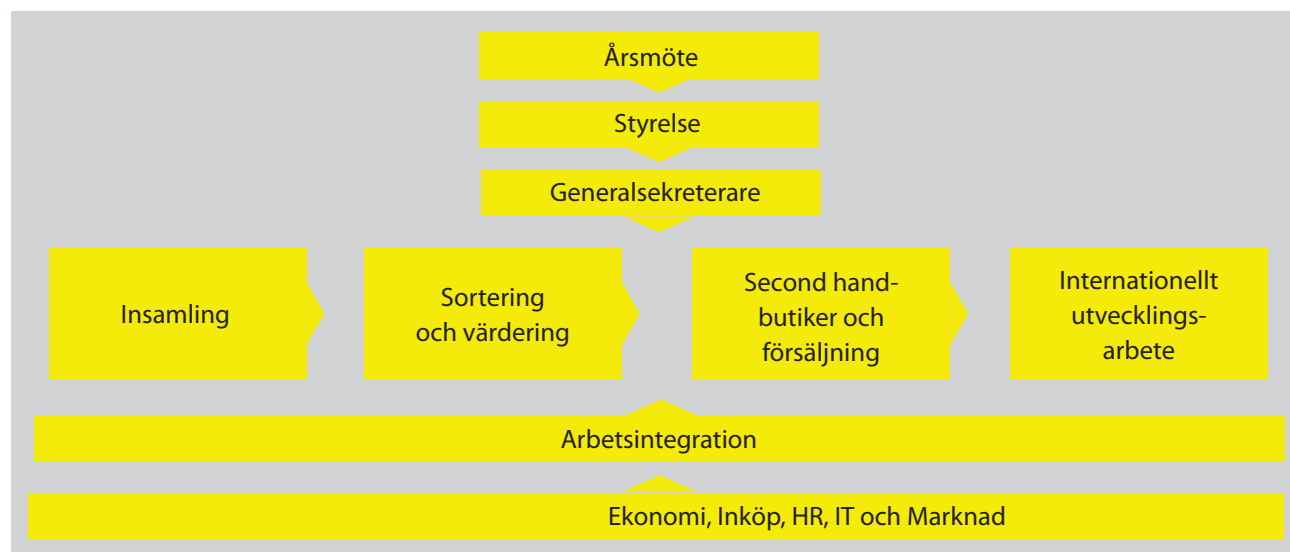 Årsmöte
Styrelse
Generalsekreterare
Insamling
Sortering
och värdering
Second hand-
butiker och
försäljning
Internationellt
utvecklings-
arbete
Arbetsintegration
Ekonomi, Inköp, HR, IT och Marknad